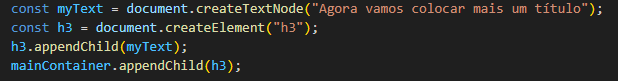 const myText = document.createTextNode("Agora vamos colocar mais um título");
const h3 = document.createElement("h3");
h3.appendChild(myText);
mainContainer.appendChild(h3);